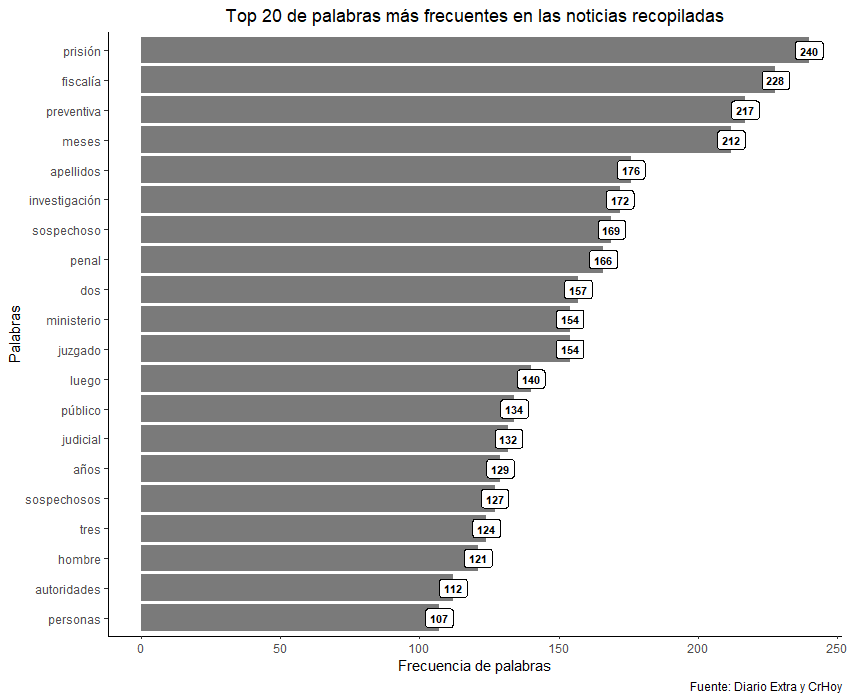 Top 20 de palabras más frecuentes en las noticias recopiladas
prisión 240
fiscalía 228
preventiva 217
meses 212
apellidos 176
investigación 172
sospechoso 169
penal 166
dos 157
ministerio 154
juzgado 154
luego 140
público 134
judicial 132
años 129
sospechosos 127
tres 124
hombre 121
autoridades 112
personas 107
Palabras
0 50 100 150 200 250
Frecuencia de palabras
Fuente: Diario Extra y CrHoy